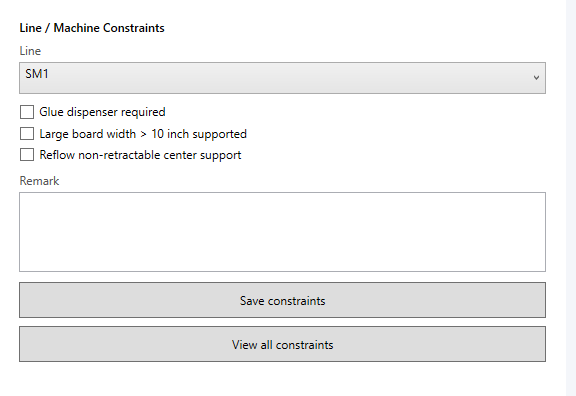 Line / Machine Constraints
Line
SM1
Glue dispenser required
Large board width > 10 inch supported
Reflow non-retractable center support
Remark
Save constraints
View all constraints